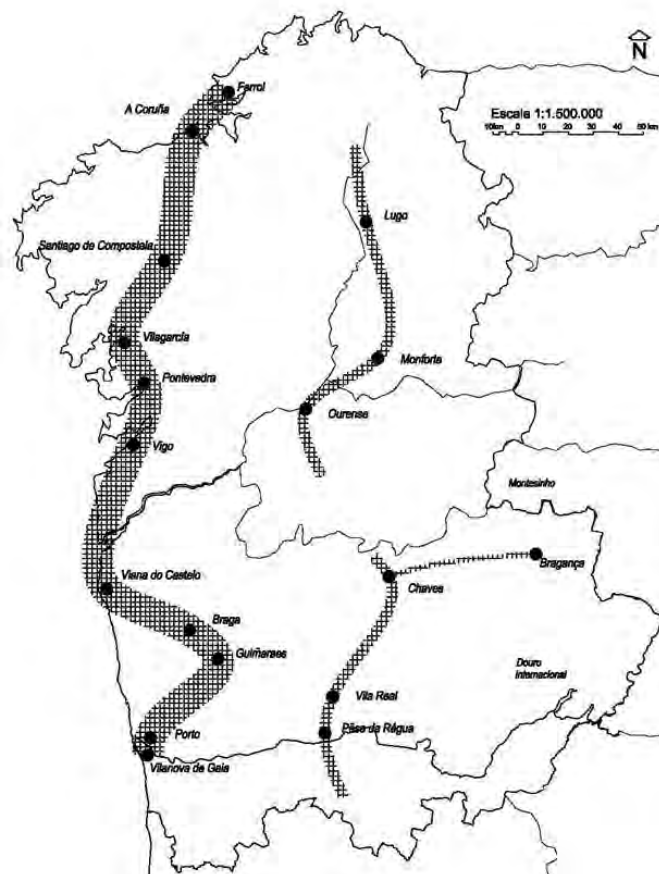 N
Ferrol
A Coruña
Escala 1:1.500.000
10km 0 10 20 30 40 50 km
Lugo
Santiago de Compostela
Vilagarcía
Monforte
Pontevedra
Ourense
Vigo
Montesinho
Bragança
Chaves
Viana do Castelo
Braga
Guimaraes
Douro
Internacional
Vila Real
Pêso da Régua
Porto
Vilanova de Gaia